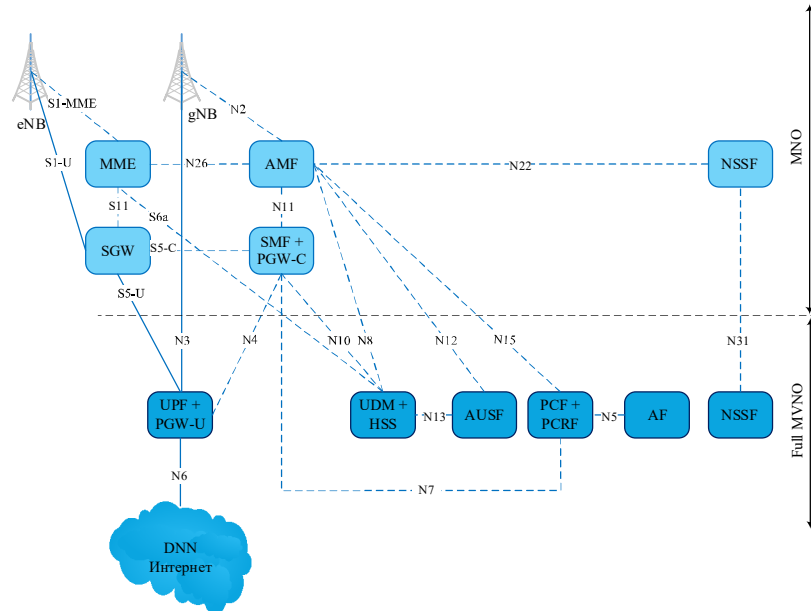 S1-MME
N2
eNB
gNB
MNO
S1-U
MME
N26
AMF
N22
NSSF
S11
S6a
N11
SGW
S5-C
SMF +
PGW-C
S5-U
N3
N4
N10
N8
N12
N15
N31
UPF +
PGW-U
UDM +
HSS
N13
AUSF
PCF +
PCRF
N5
AF
NSSF
Full MVNO
N6
N7
DNN
Интернет